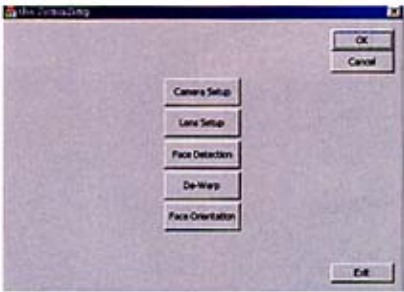 OK
Cancel
Camera Setup
Lens Setup
Face Detection
De-Warp
Face Orientation
Exit